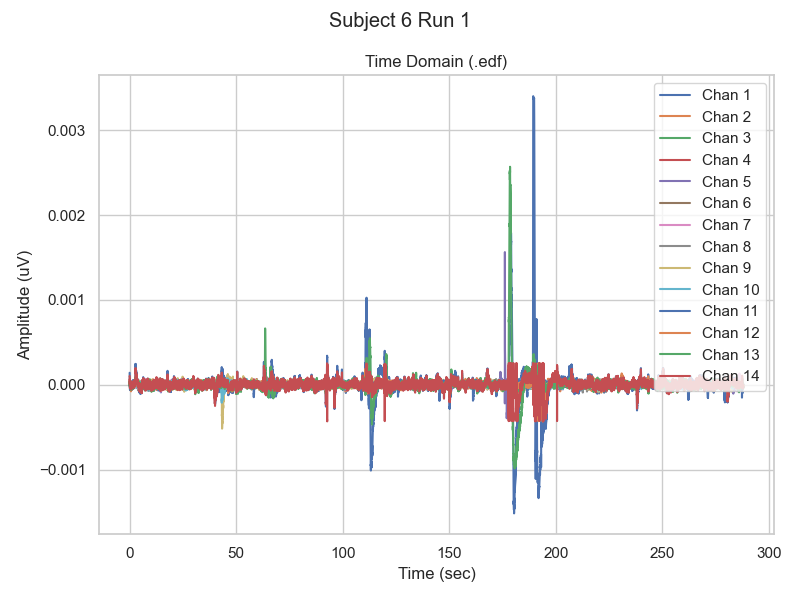 Subject 6 Run 1
Time Domain (.edf)
Chan 1
Chan 2
Chan 3
Chan 4
Chan 5
Chan 6
Chan 7
Chan 8
Chan 9
Chan 10
Chan 11
Chan 12
Chan 13
Chan 14
0.003
0.002
0.001
0.000
−0.001
Amplitude (uV)
0 50 100 150 200 250 300
Time (sec)